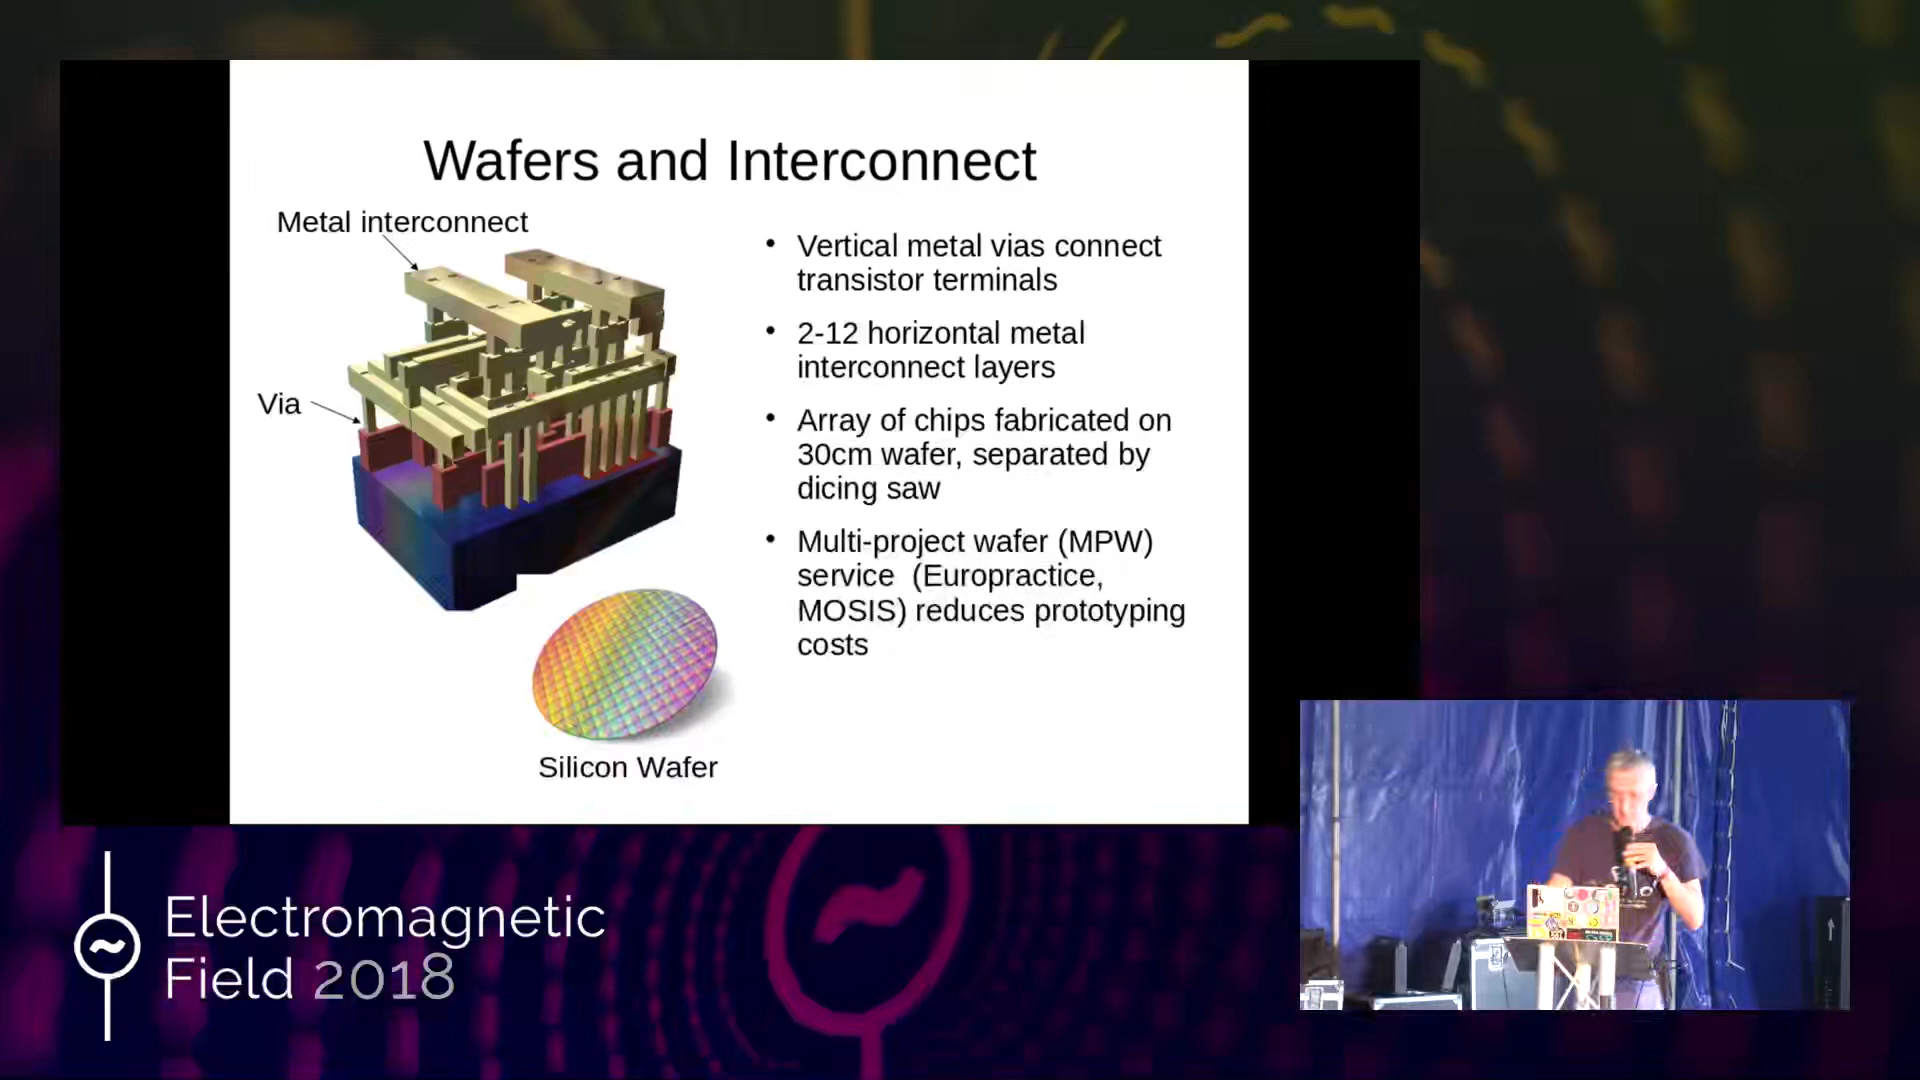 Wafers and Interconnect
Metal interconnect
Via
Silicon Wafer
• Vertical metal vias connect
transistor terminals
• 2-12 horizontal metal
interconnect layers
• Array of chips fabricated on
30cm wafer, separated by
dicing saw
• Multi-project wafer (MPW)
service (Europractice,
MOSIS) reduces prototyping
costs
Electromagnetic
Field 2018